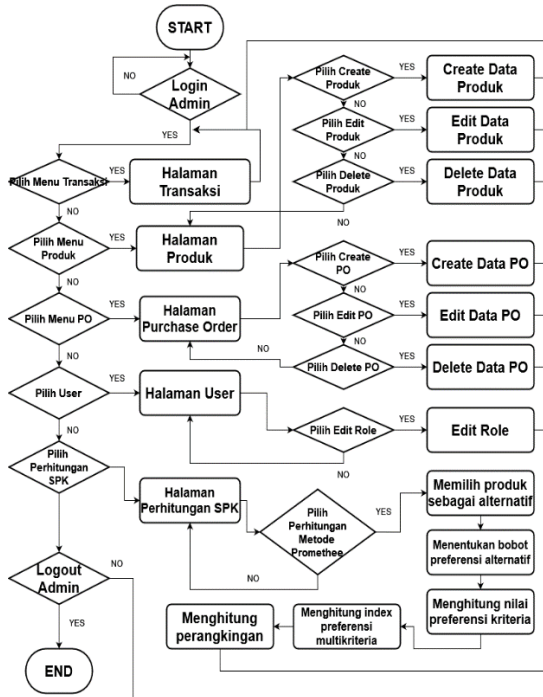 START
NO
Login
Admin
YES
Pilih Menu Transaksi
YES
Halaman
Transaksi
NO
Pilih Menu
Produk
YES
Halaman
Produk
NO
Pilih Create
Produk
YES
Create Data
Produk
NO
Pilih Edit
Produk
YES
Edit Data
Produk
NO
Pilih Delete
Produk
YES
Delete Data
Produk
NO
Pilih Menu PO
YES
Halaman
Purchase Order
NO
Pilih Create
PO
YES
Create Data PO
NO
Pilih Edit PO
YES
Edit Data PO
NO
NO
Pilih Delete PO
YES
Delete Data PO
Pilih User
YES
Halaman User
NO
Pilih Edit Role
YES
Edit Role
NO
Pilih
Perhitungan
SPK
YES
Halaman
Perhitungan SPK
Pilih
Perhitungan
Metode
Promethee
YES
NO
Memilih produk
sebagai alternatif
Menentukan bobot
preferensi alternatif
Menghitung nilai
preferensi kriteria
Menghitung index
preferensi
multikriteria
Menghitung
perangkingan
NO
Logout
Admin
NO
YES
END